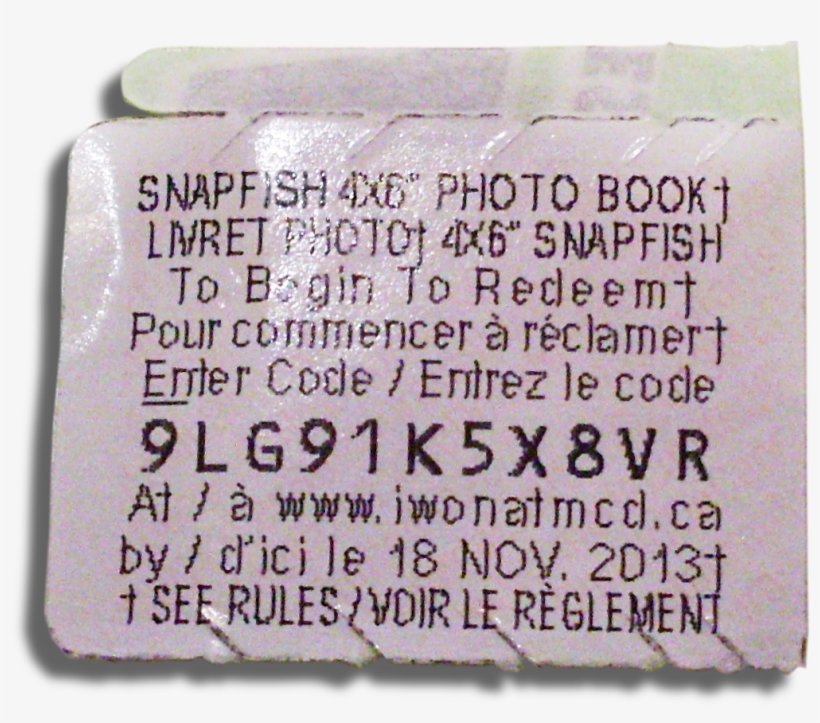 SNAPFISH 4X6" PHOTO BOOK†
LIVRET PHOTO† 4X6" SNAPFISH
To Begin To Redeem†
Pour commencer à réclamer†
Enter Code / Entrez le code
9LG91K5X8VR
At / à www.iwonatmcd.ca
by / d'ici le 18 NOV. 2013†
† SEE RULES / VOIR LE RÈGLEMENT